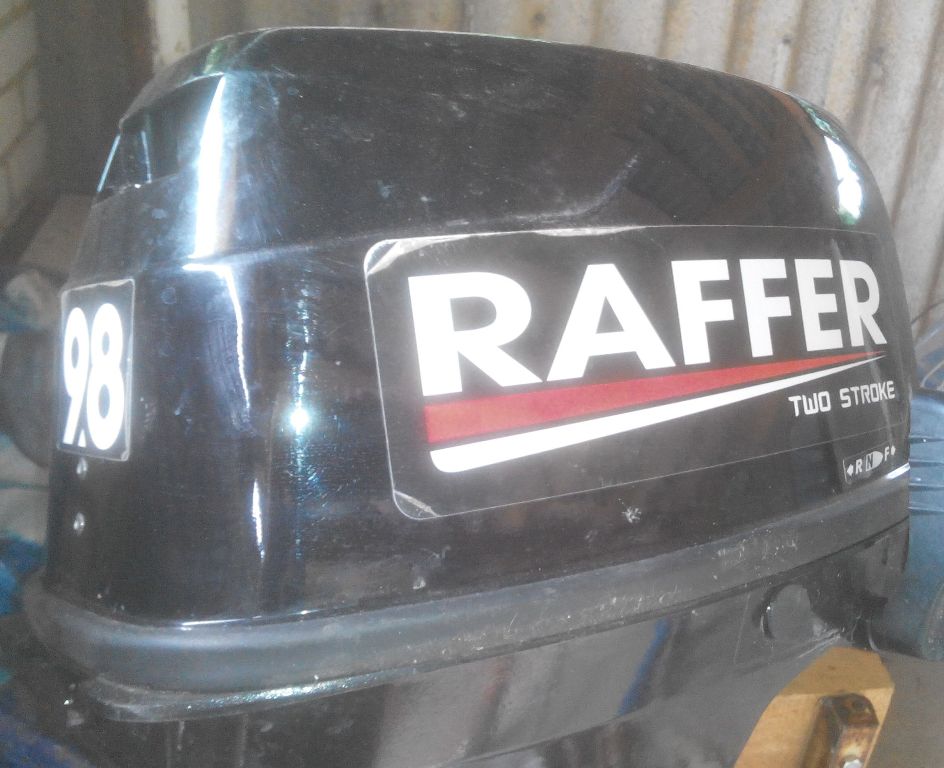 9.8
RAFFER
TWO STROKE
R N F